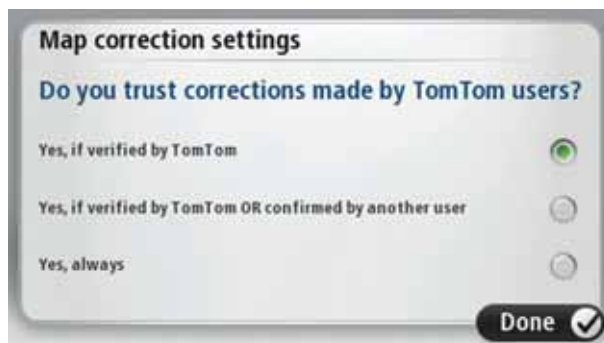 Map correction settings
Do you trust corrections made by TomTom users?
Yes, if verified by TomTom
Yes, if verified by TomTom OR confirmed by another user
Yes, always
Done